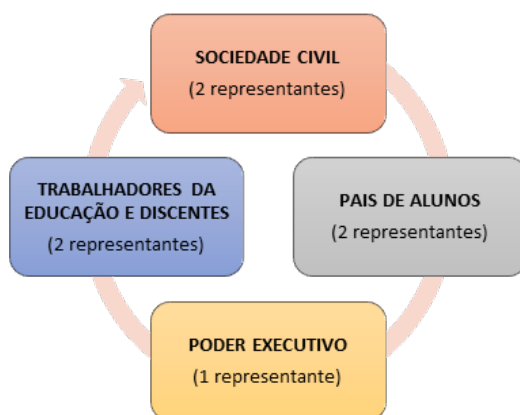 SOCIEDADE CIVIL
(2 representantes)
TRABALHADORES DA
EDUCAÇÃO E DISCENTES
(2 representantes)
PAIS DE ALUNOS
(2 representantes)
PODER EXECUTIVO
(1 representante)